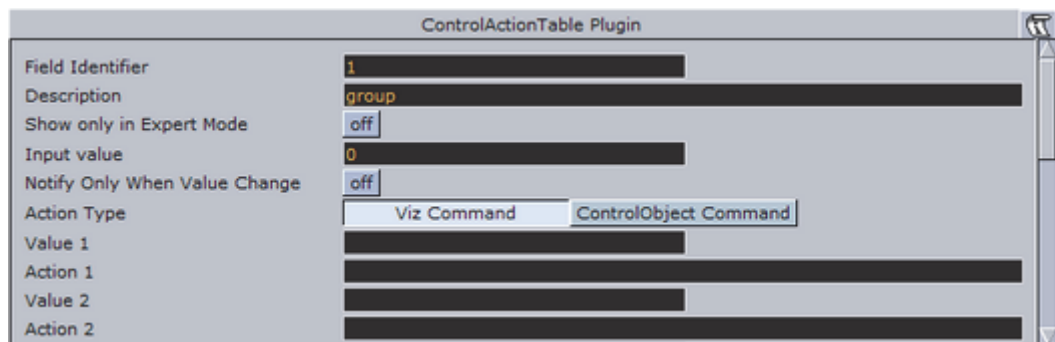 ControlActionTable Plugin
Field Identifier 1
Description group
Show only in Expert Mode off
Input value 0
Notify Only When Value Change off
Action Type Viz Command ControlObject Command
Value 1
Action 1
Value 2
Action 2